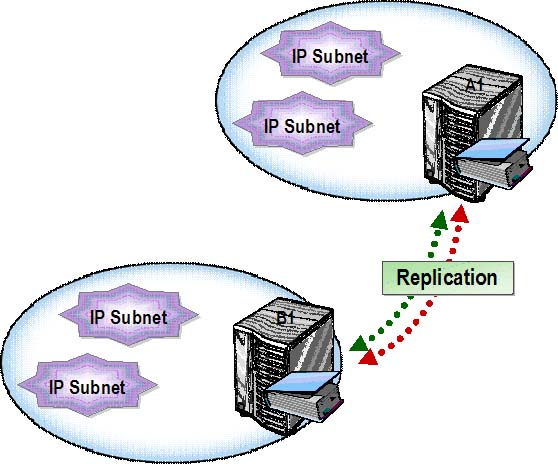 IP Subnet
A1
IP Subnet
Replication
IP Subnet
B1
IP Subnet